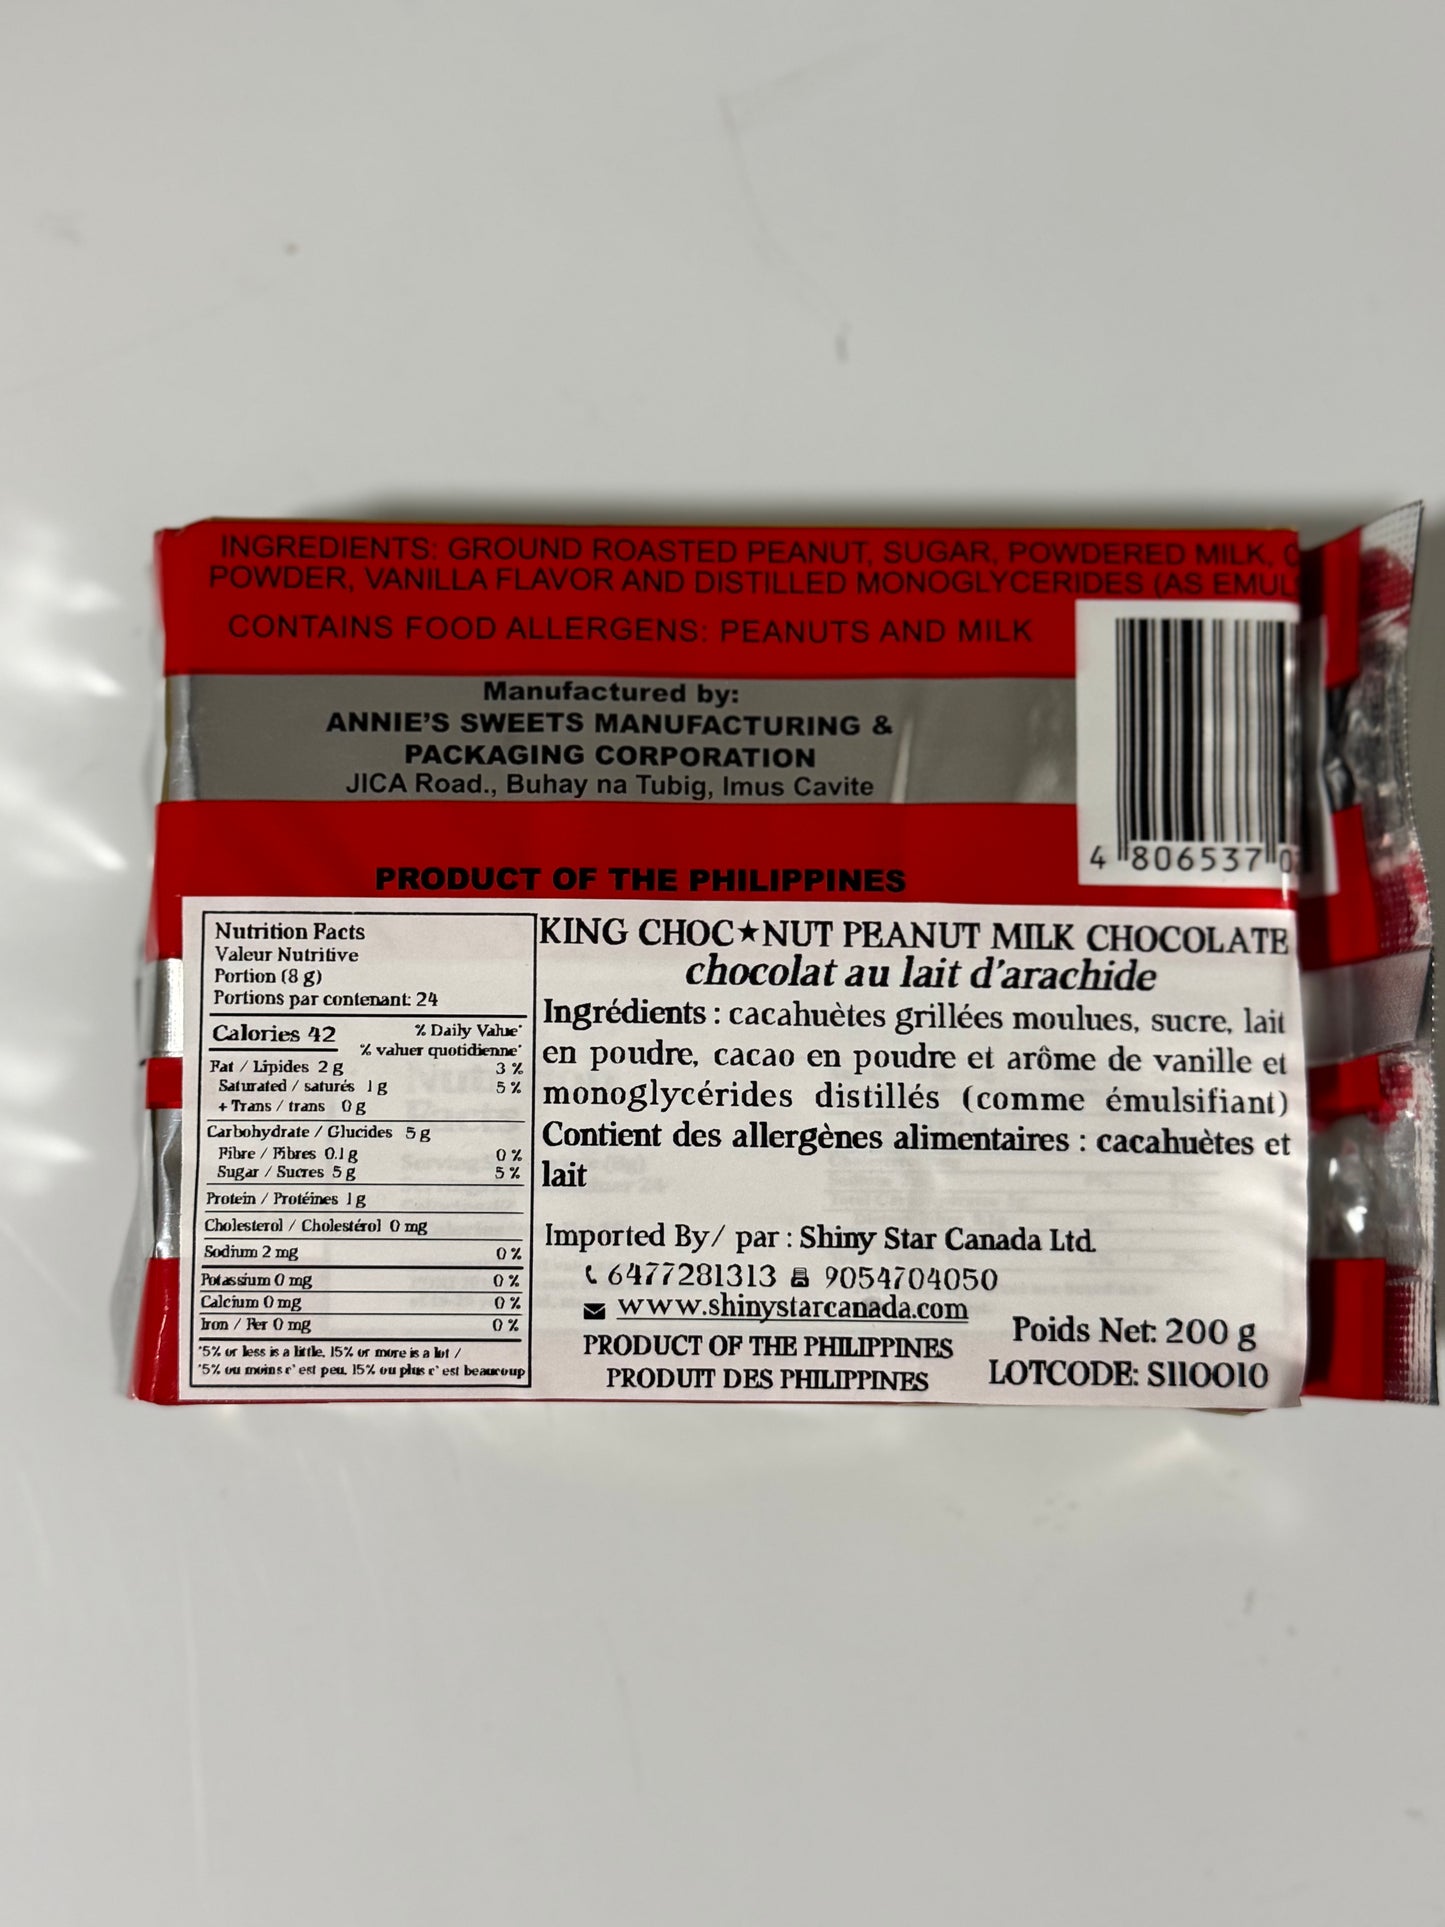 INGREDIENTS: GROUND ROASTED PEANUT, SUGAR, POWDERED MILK,
POWDER, VANILLA FLAVOR AND DISTILLED MONOGLYCERIDES (AS EMUL
CONTAINS FOOD ALLERGENS: PEANUTS AND MILK
Manufactured by:
ANNIE'S SWEETS MANUFACTURING &
PACKAGING CORPORATION
JICA Road., Buhay na Tubig, Imus Cavite
4 806537 0
PRODUCT OF THE PHILIPPINES
Nutrition Facts
Valeur Nutritive
Portion (8 g)
Portions par contenant: 24
Calories 42 % Daily Value*
% valuer quotidienne*
Fat / Lipides 2 g 3 %
Saturated / saturés 1 g 5 %
+ Trans / trans 0 g
Carbohydrate / Glucides 5 g
Fibre / Fibres 0.1 g 0 %
Sugar / Sucres 5 g 5 %
Protein / Protéines 1 g
Cholesterol / Cholestérol 0 mg
Sodium 2 mg 0 %
Potassium 0 mg 0 %
Calcium 0 mg 0 %
Iron / Fer 0 mg 0 %
*5% or less is a little, 15% or more is a lot /
*5% ou moins c' est peu, 15% ou plus c' est beaucoup
KING CHOC★NUT PEANUT MILK CHOCOLATE
chocolat au lait d'arachide
Ingrédients : cacahuètes grillées moulues, sucre, lait
en poudre, cacao en poudre et arôme de vanille et
monoglycérides distillés (comme émulsifiant)
Contient des allergènes alimentaires : cacahuètes et
lait
Imported By/ par : Shiny Star Canada Ltd.
6477281313 9054704050
www.shinystarcanada.com
PRODUCT OF THE PHILIPPINES
PRODUIT DES PHILIPPINES
Poids Net: 200 g
LOTCODE: S110010